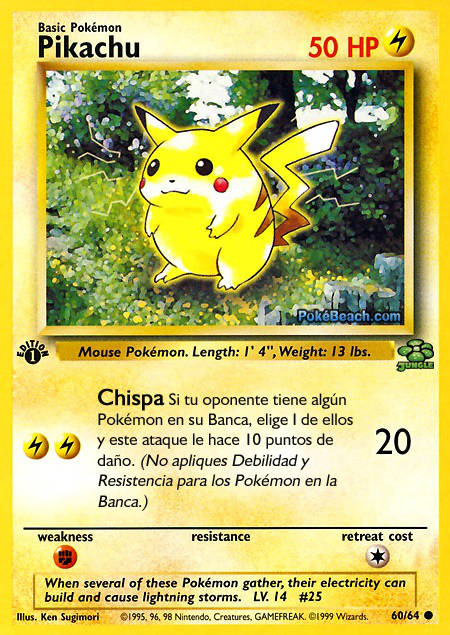 Basic Pokémon
Pikachu
50 HP
PokéBeach.com
EDITION
1
Mouse Pokémon. Length: 1' 4", Weight: 13 lbs.
JUNGLE
Chispa Si tu oponente tiene algún
Pokémon en su Banca, elige 1 de ellos
y este ataque le hace 10 puntos de
daño. (No apliques Debilidad y
Resistencia para los Pokémon en la
Banca.)
20
weakness
resistance
retreat cost
When several of these Pokémon gather, their electricity can
build and cause lightning storms. LV. 14 #25
Illus. Ken Sugimori
©1995, 96, 98 Nintendo, Creatures, GAMEFREAK. ©1999 Wizards.
60/64